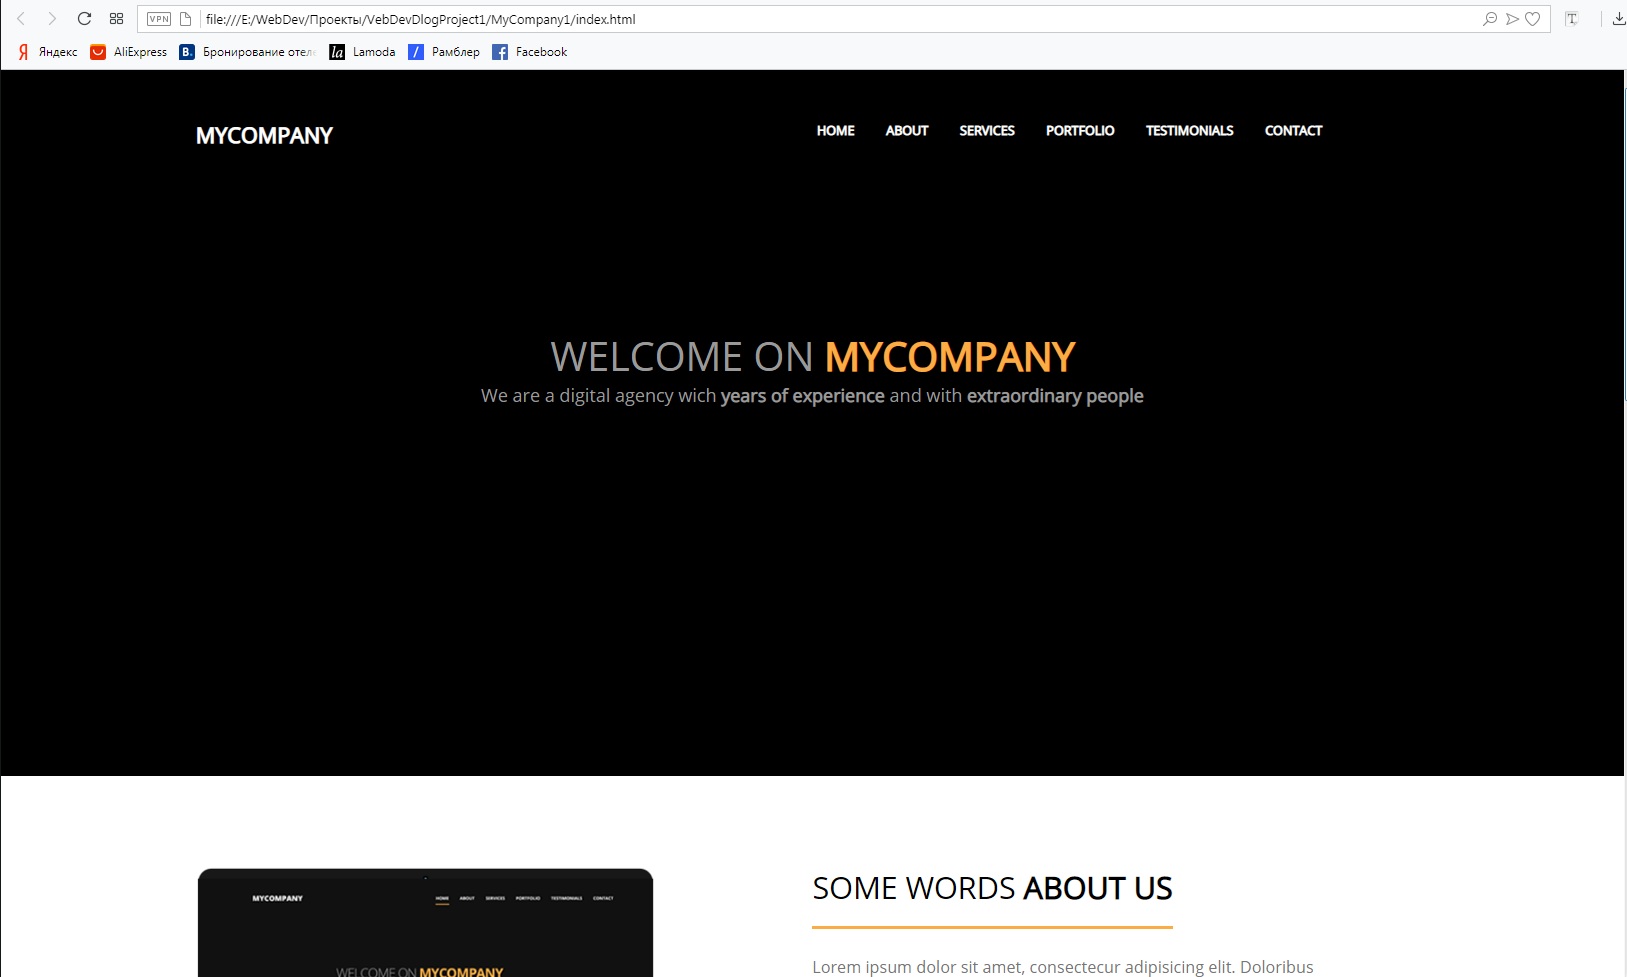 VPN file:///E:/WebDev/Проекты/VebDevDlogProject1/MyCompany1/index.html T
Я Яндекс AliExpress B. Бронирование отеле la Lamoda / Рамблер f Facebook
MYCOMPANY HOME ABOUT SERVICES PORTFOLIO TESTIMONIALS CONTACT
WELCOME ON MYCOMPANY
We are a digital agency wich years of experience and with extraordinary people
SOME WORDS ABOUT US
MYCOMPANY HOME ABOUT SERVICES PORTFOLIO TESTIMONIALS CONTACT
WELCOME ON MYCOMPANY
Lorem ipsum dolor sit amet, consectecur adipisicing elit. Doloribus